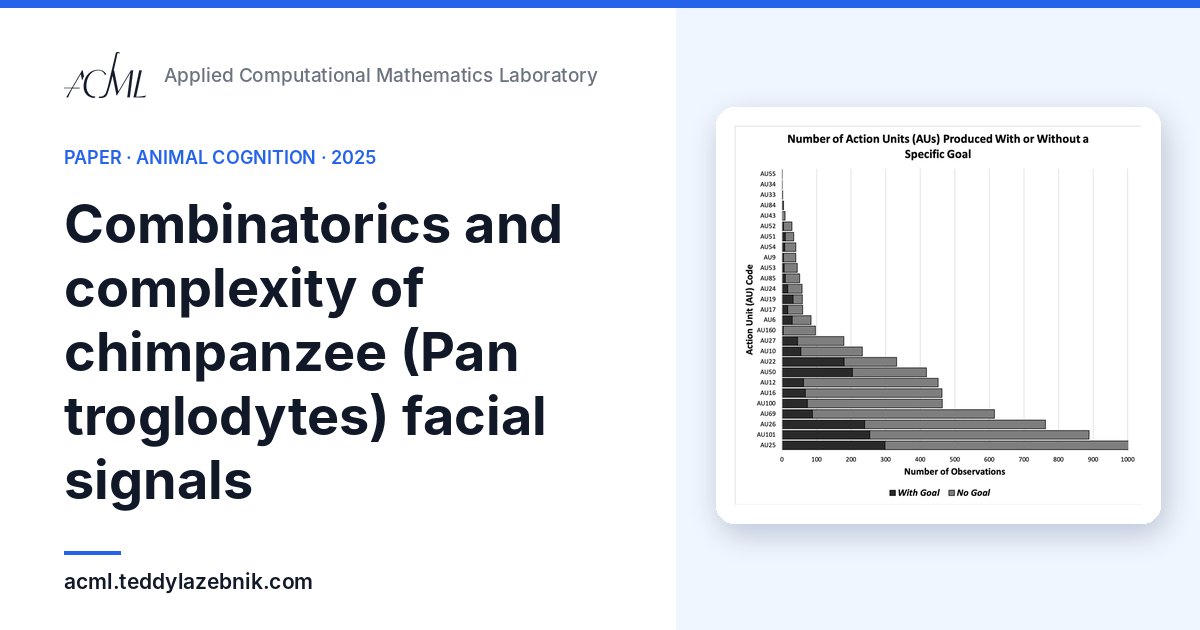 ACML
Applied Computational Mathematics Laboratory
PAPER · ANIMAL COGNITION · 2025
Combinatorics and
complexity of
chimpanzee (Pan
troglodytes) facial
signals
acml.teddylazebnik.com
Number of Action Units (AUs) Produced With or Without a
Specific Goal
Action Unit (AU) Code
AU55
AU34
AU33
AU84
AU43
AU52
AU51
AU54
AU9
AU53
AU85
AU24
AU19
AU17
AU6
AU160
AU27
AU10
AU22
AU50
AU12
AU16
AU100
AU69
AU26
AU101
AU25
0 100 200 300 400 500 600 700 800 900 1000
Number of Observations
With Goal No Goal